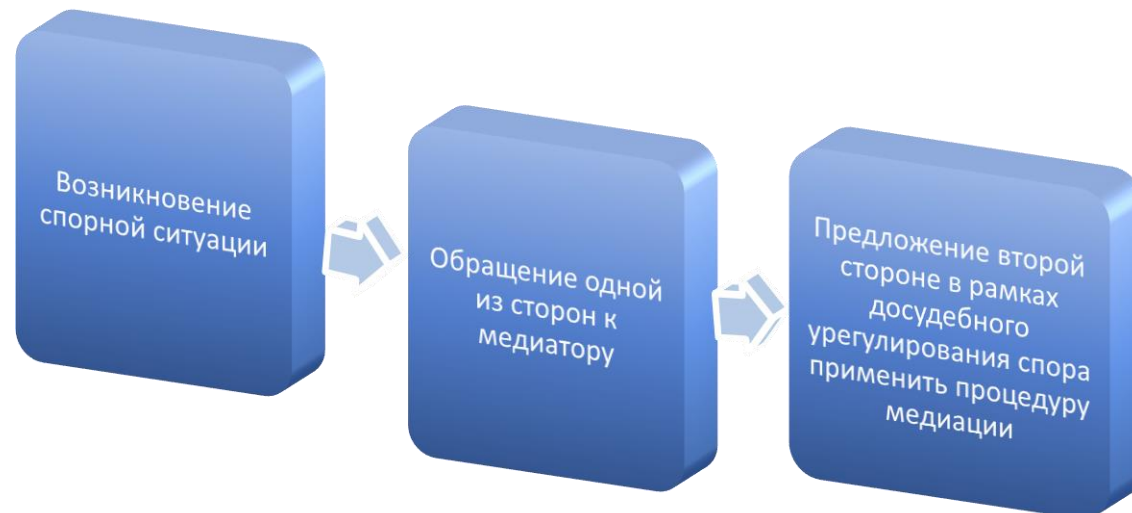 Возникновение
спорной ситуации
Обращение одной
из сторон к
медиатору
Предложение второй
стороне в рамках
досудебного
урегулирования спора
применить процедуру
медиации